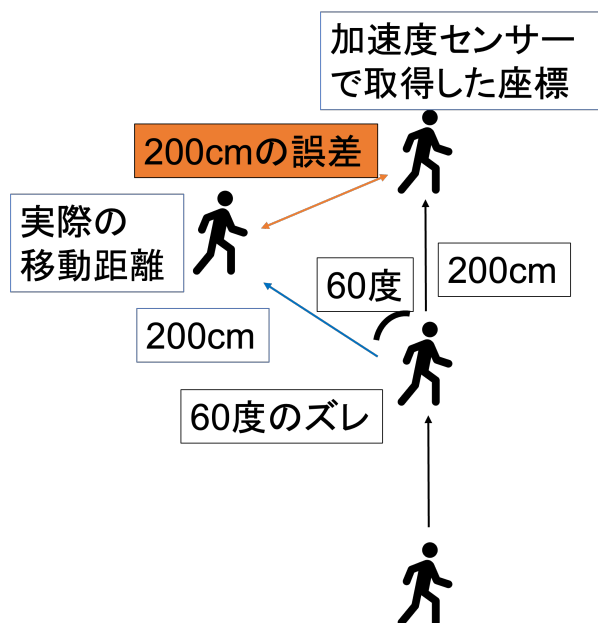 加速度センサー
で取得した座標
200cmの誤差
実際の
移動距離
60度
200cm
200cm
60度のズレ